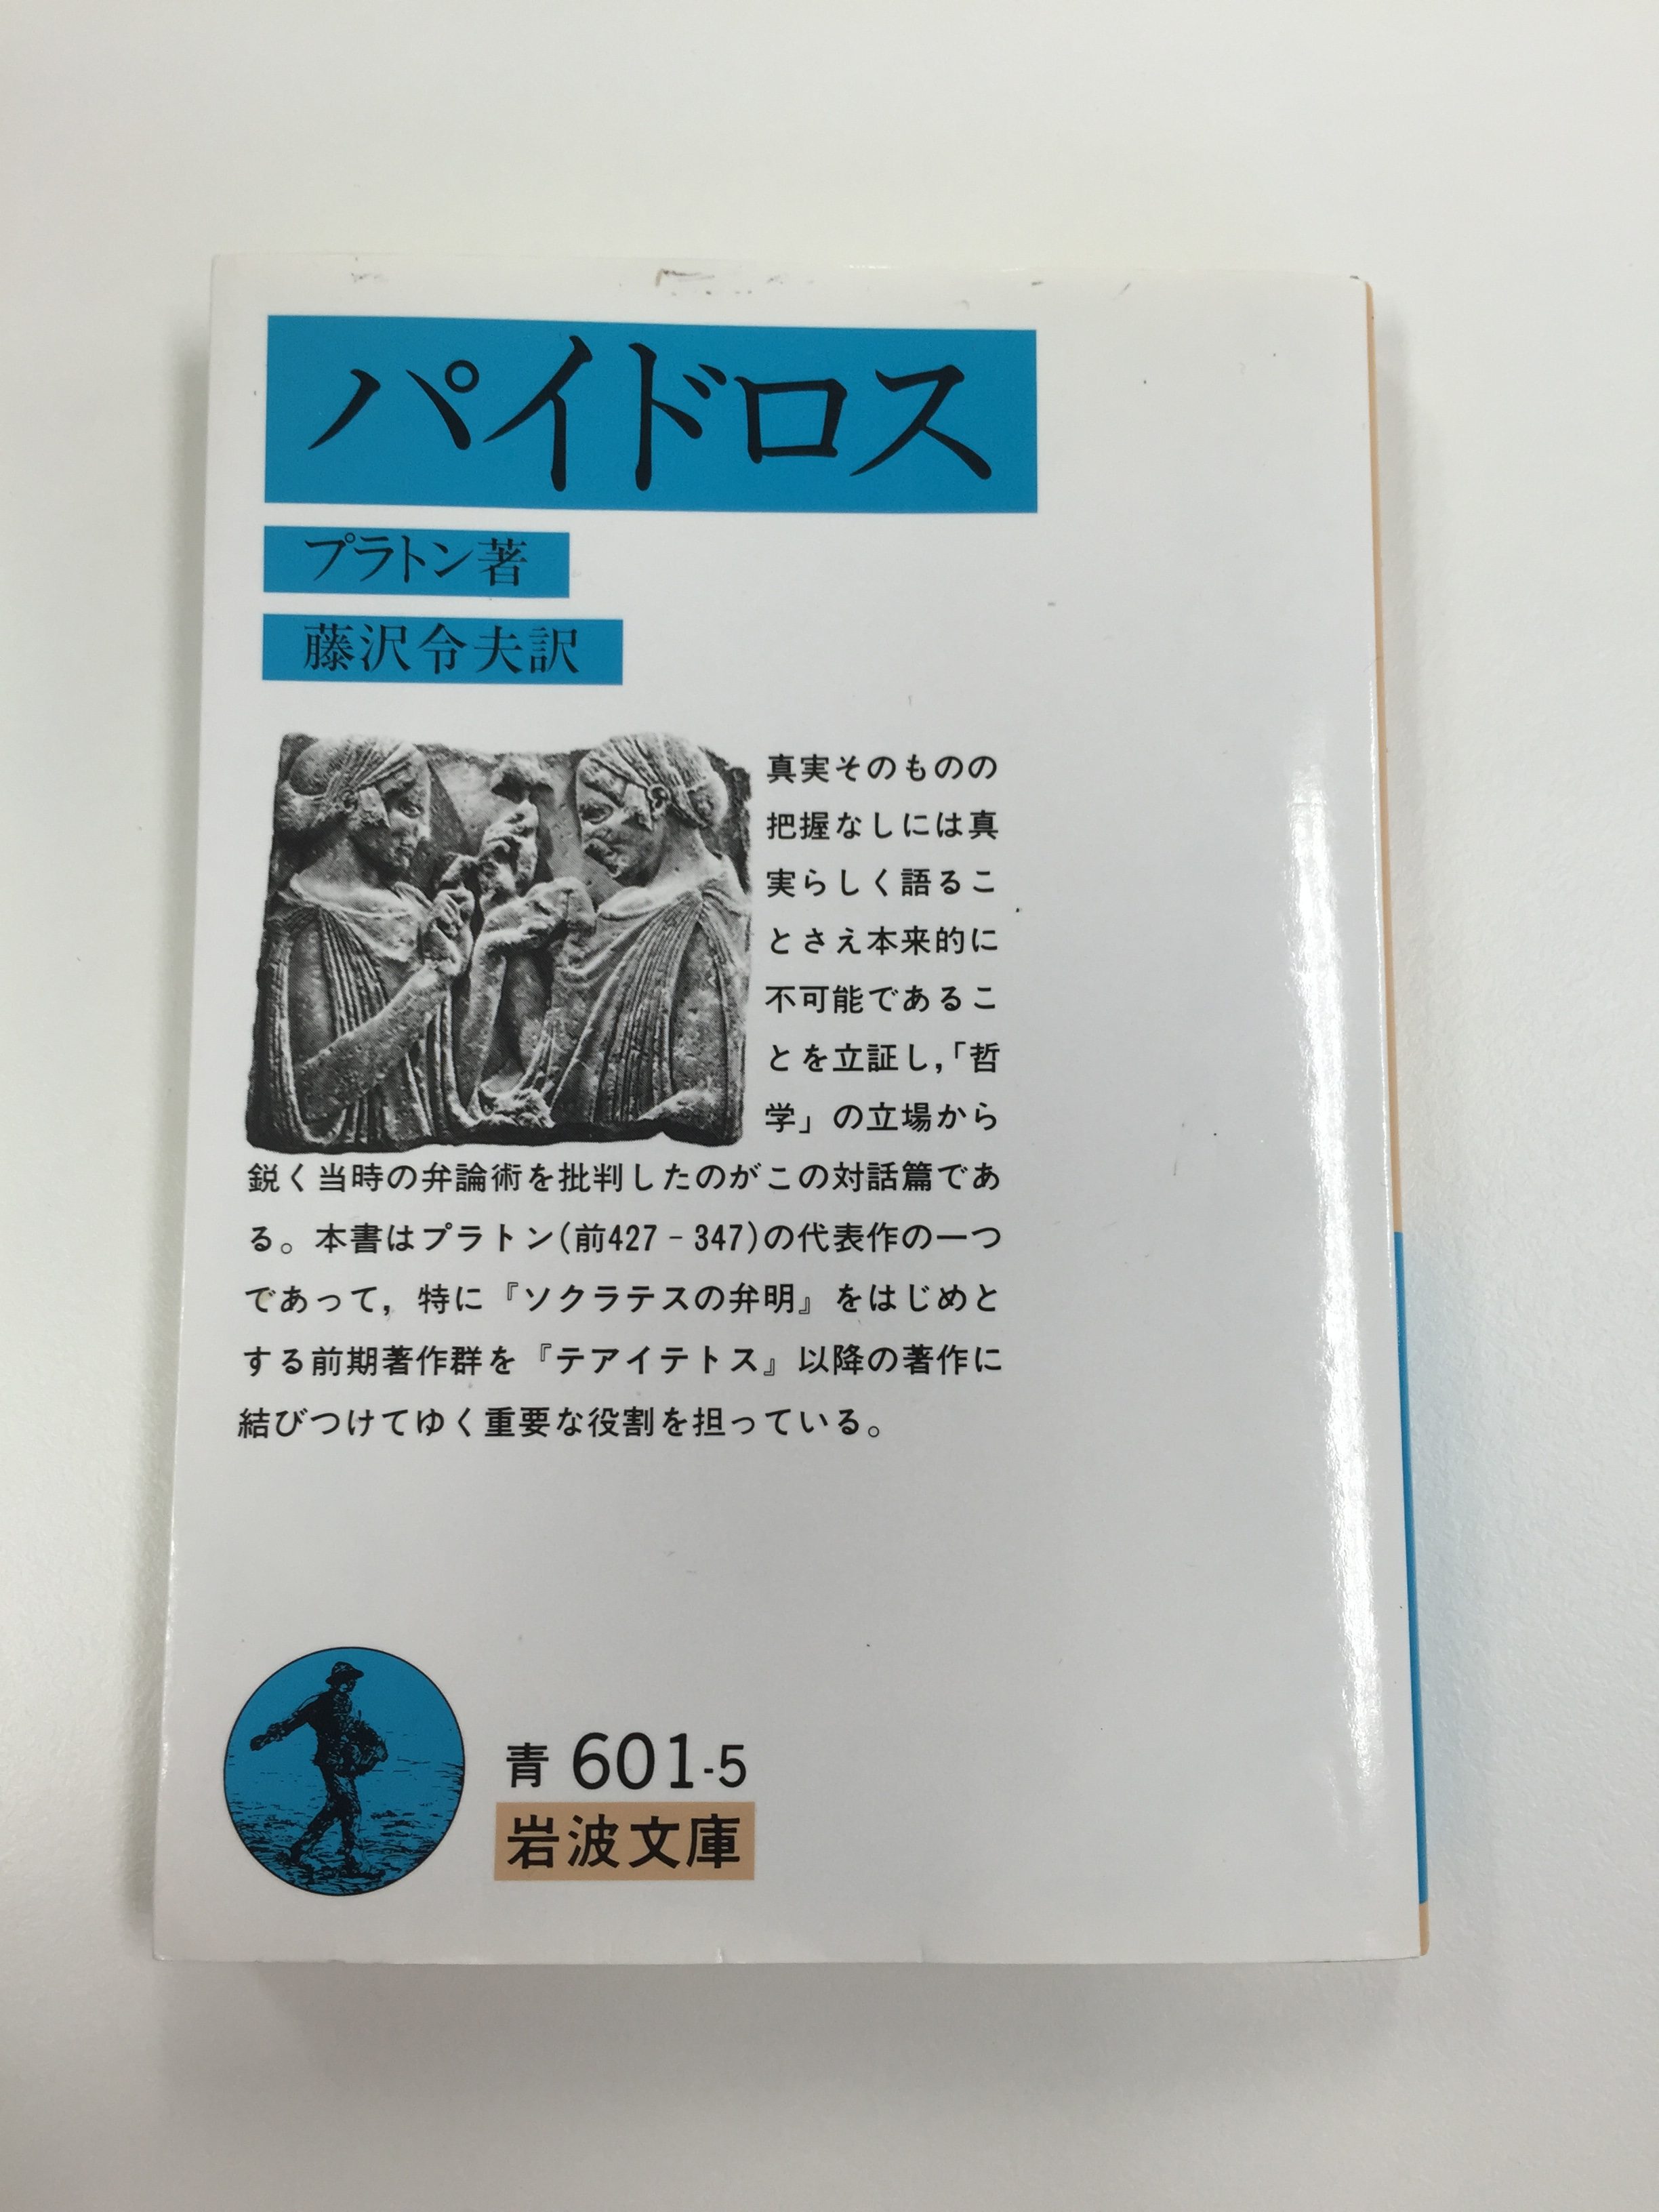 パイドロス
プラトン著
藤沢令夫訳
真実そのものの
把握なしには真
実らしく語るこ
とさえ本来的に
不可能であるこ
とを立証し，「哲
学」の立場から
鋭く当時の弁論術を批判したのがこの対話篇であ
る。本書はプラトン(前427‐347)の代表作の一つ
であって，特に『ソクラテスの弁明』をはじめと
する前期著作群を『テアイテトス』以降の著作に
結びつけてゆく重要な役割を担っている。
青 601-5
岩波文庫